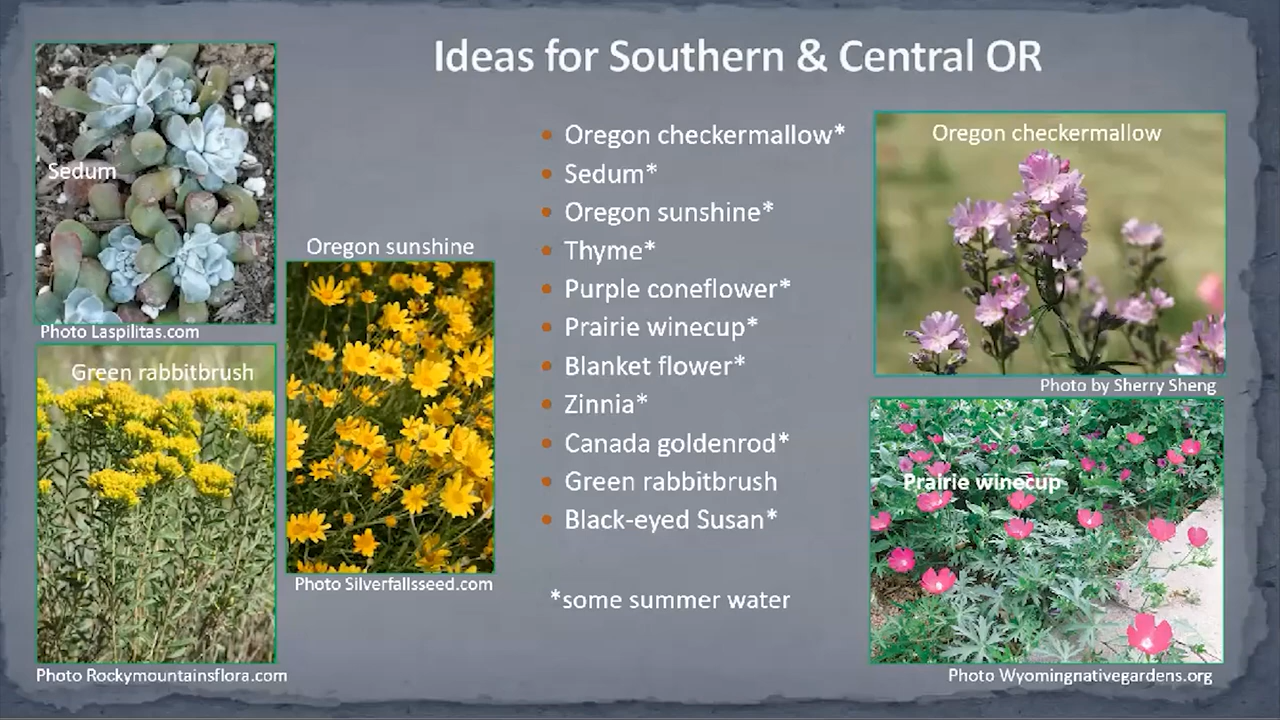 Ideas for Southern & Central OR
Sedum
Photo Laspilitas.com
Green rabbitbrush
Photo Rockymountainsflora.com
Oregon sunshine
Photo Silverfallsseed.com
• Oregon checkermallow*
• Sedum*
• Oregon sunshine*
• Thyme*
• Purple coneflower*
• Prairie winecup*
• Blanket flower*
• Zinnia*
• Canada goldenrod*
• Green rabbitbrush
• Black-eyed Susan*
*some summer water
Oregon checkermallow
Photo by Sherry Sheng
Prairie winecup
Photo Wyomingnativegardens.org